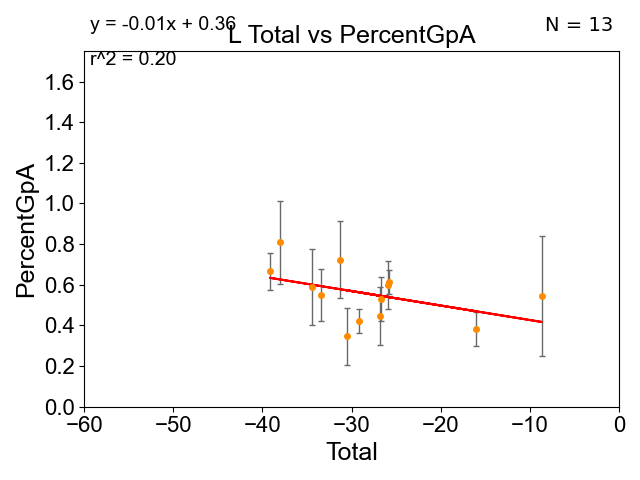 y = -0.01x + 0.36
N = 13
L Total vs PercentGpA
r^2 = 0.20
PercentGpA
1.6
1.4
1.2
1.0
0.8
0.6
0.4
0.2
0.0
−60 −50 −40 −30 −20 −10 0
Total